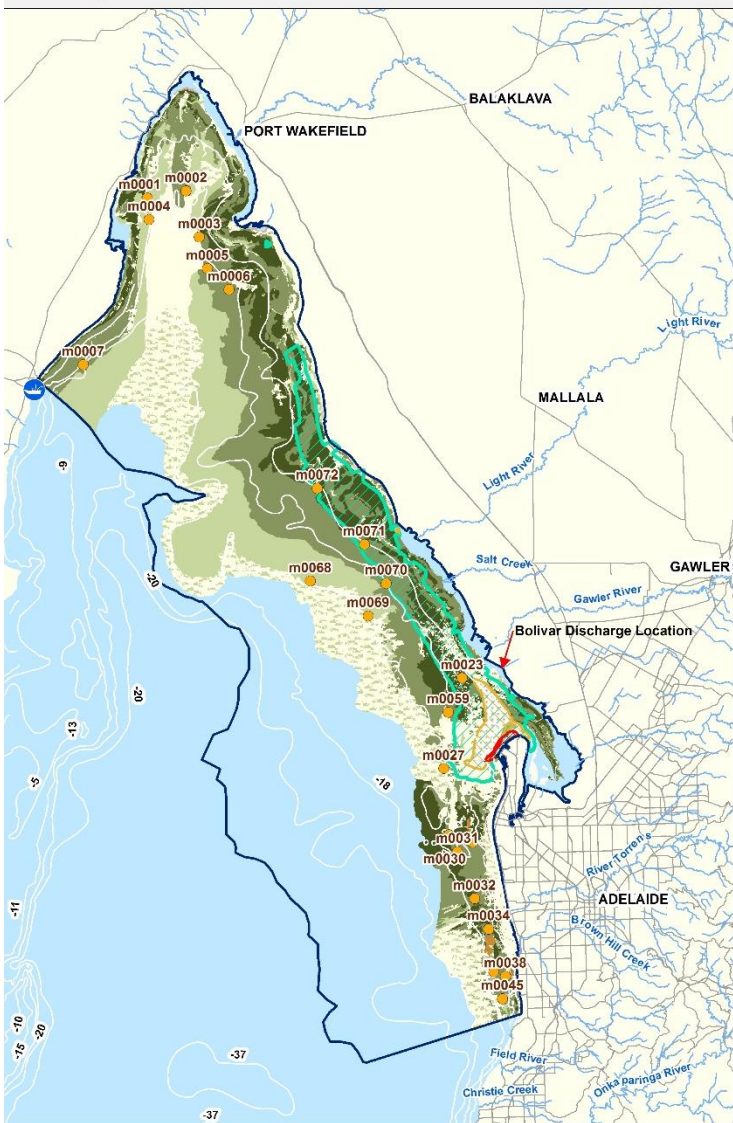 BALAKLAVA
PORT WAKEFIELD
m0001
m0002
m0004
m0003
m0005
m0006
Light River
m0007
MALLALA
-9
m0072
Light River
m0071
Salt Creek
m0068
m0070
GAWLER
-20
Gawler River
m0069
Bolivar Discharge Location
m0023
-20
m0059
-13
m0027
-5
-18
m0031
River Torrens
m0030
m0032
ADELAIDE
-11
m0034
Brown Hill Creek
m0038
m0045
-10
-20
-15
Field River
-37
Onkaparinga River
Christie Creek
-37